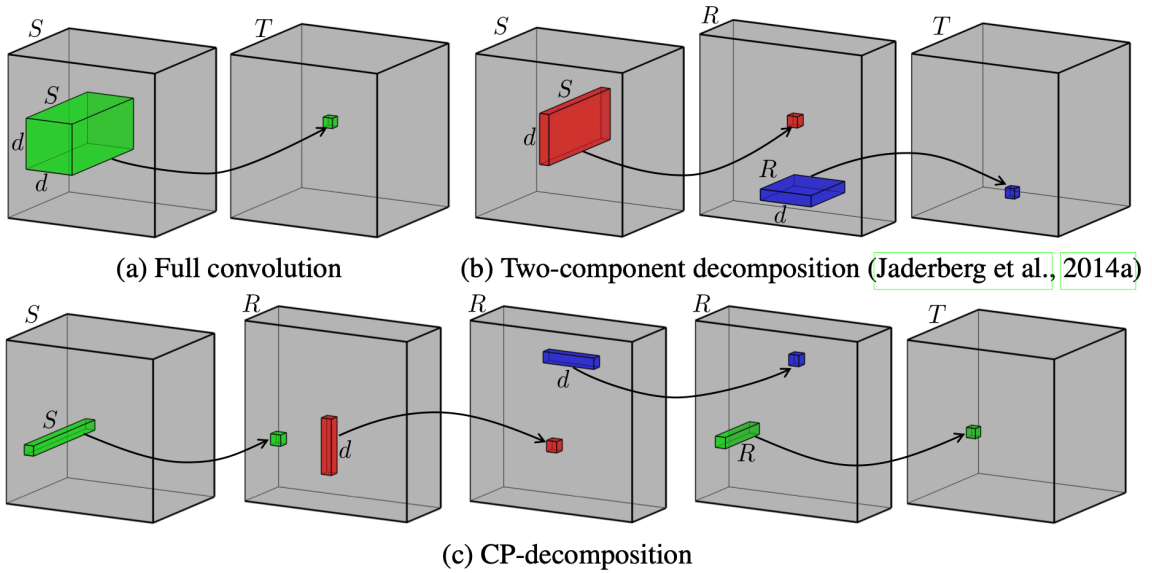 S
T
S
d
d
(a) Full convolution
S
R
T
S
d
R
d
(b) Two-component decomposition (Jaderberg et al., 2014a)
S
R
R
R
T
S
d
d
R
(c) CP-decomposition